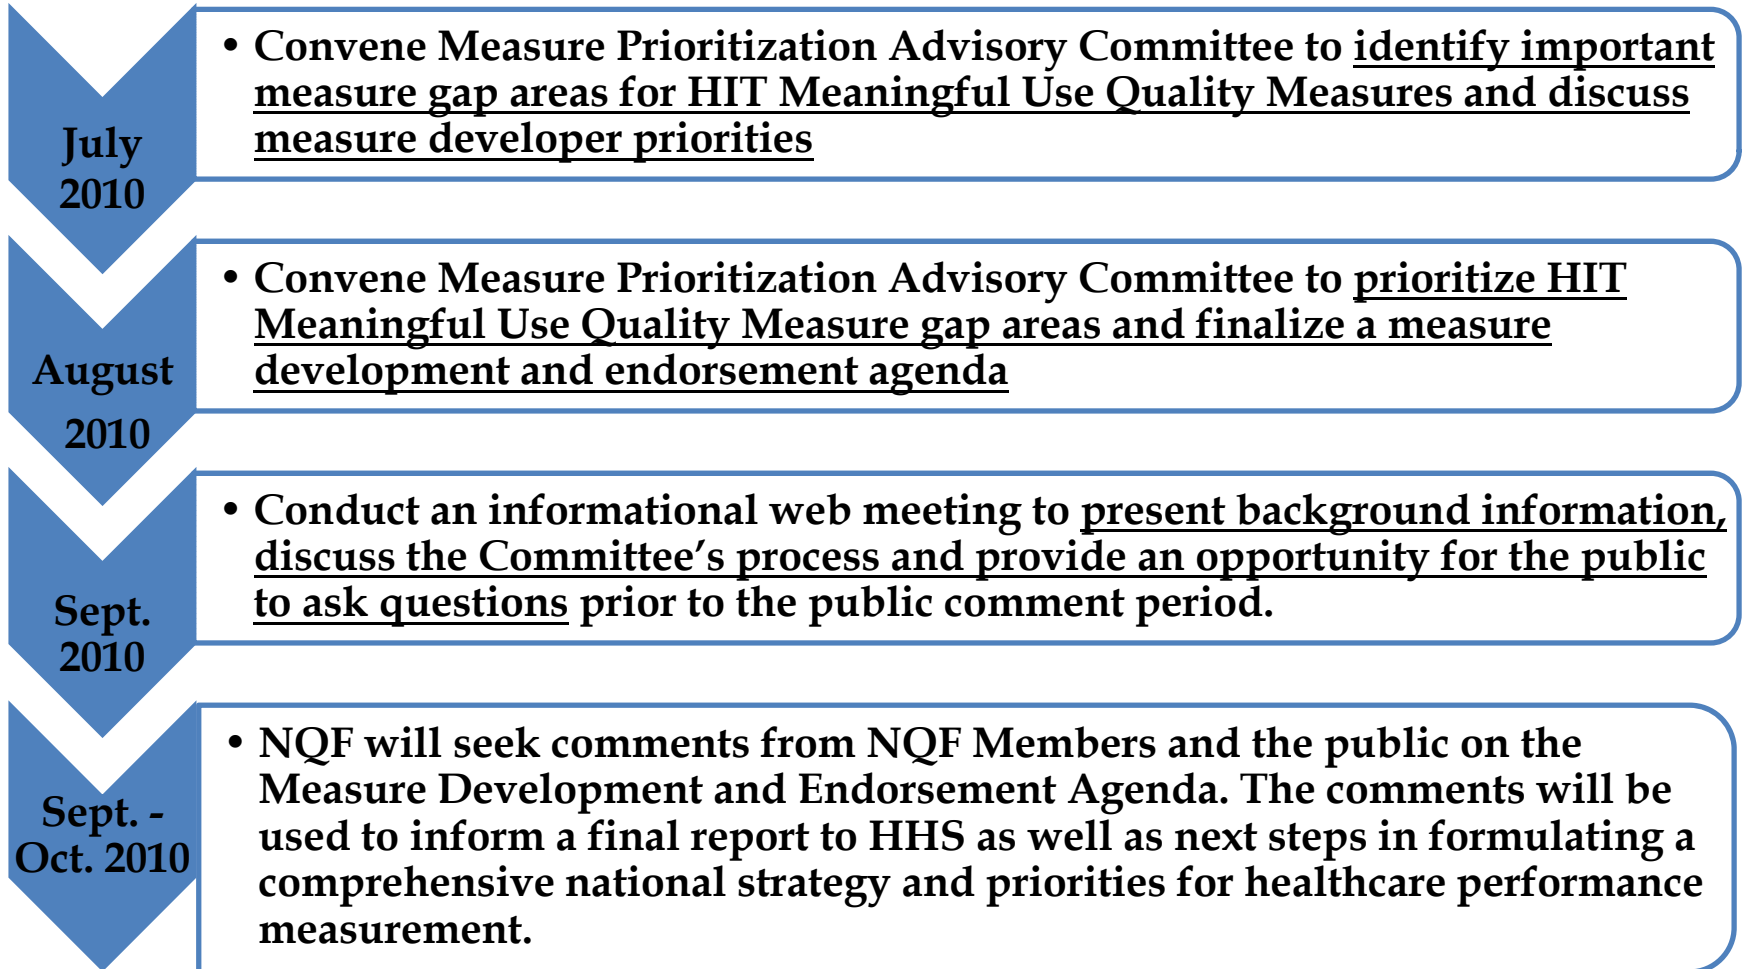 July
2010
• Convene Measure Prioritization Advisory Committee to identify important
measure gap areas for HIT Meaningful Use Quality Measures and discuss
measure developer priorities
August
2010
• Convene Measure Prioritization Advisory Committee to prioritize HIT
Meaningful Use Quality Measure gap areas and finalize a measure
development and endorsement agenda
Sept.
2010
• Conduct an informational web meeting to present background information,
discuss the Committee’s process and provide an opportunity for the public
to ask questions prior to the public comment period.
Sept. -
Oct. 2010
• NQF will seek comments from NQF Members and the public on the
Measure Development and Endorsement Agenda. The comments will be
used to inform a final report to HHS as well as next steps in formulating a
comprehensive national strategy and priorities for healthcare performance
measurement.